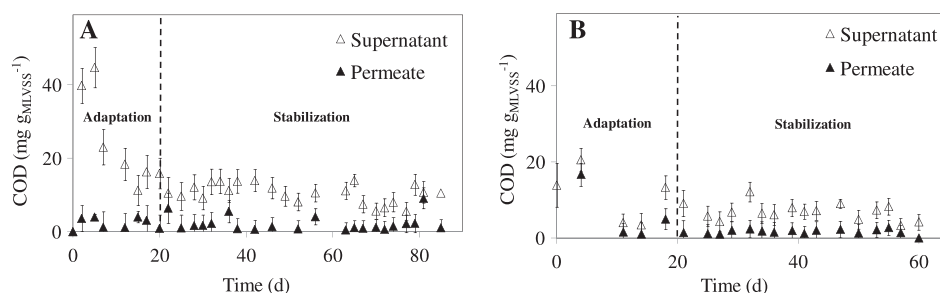 A
△ Supernatant
▲ Permeate
Adaptation
Stabilization
COD (mg gMLVSS⁻¹)
40
20
0
0 20 40 60 80
Time (d)
B
△ Supernatant
▲ Permeate
Adaptation
Stabilization
COD (mg gMLVSS⁻¹)
40
20
0
0 20 40 60
Time (d)